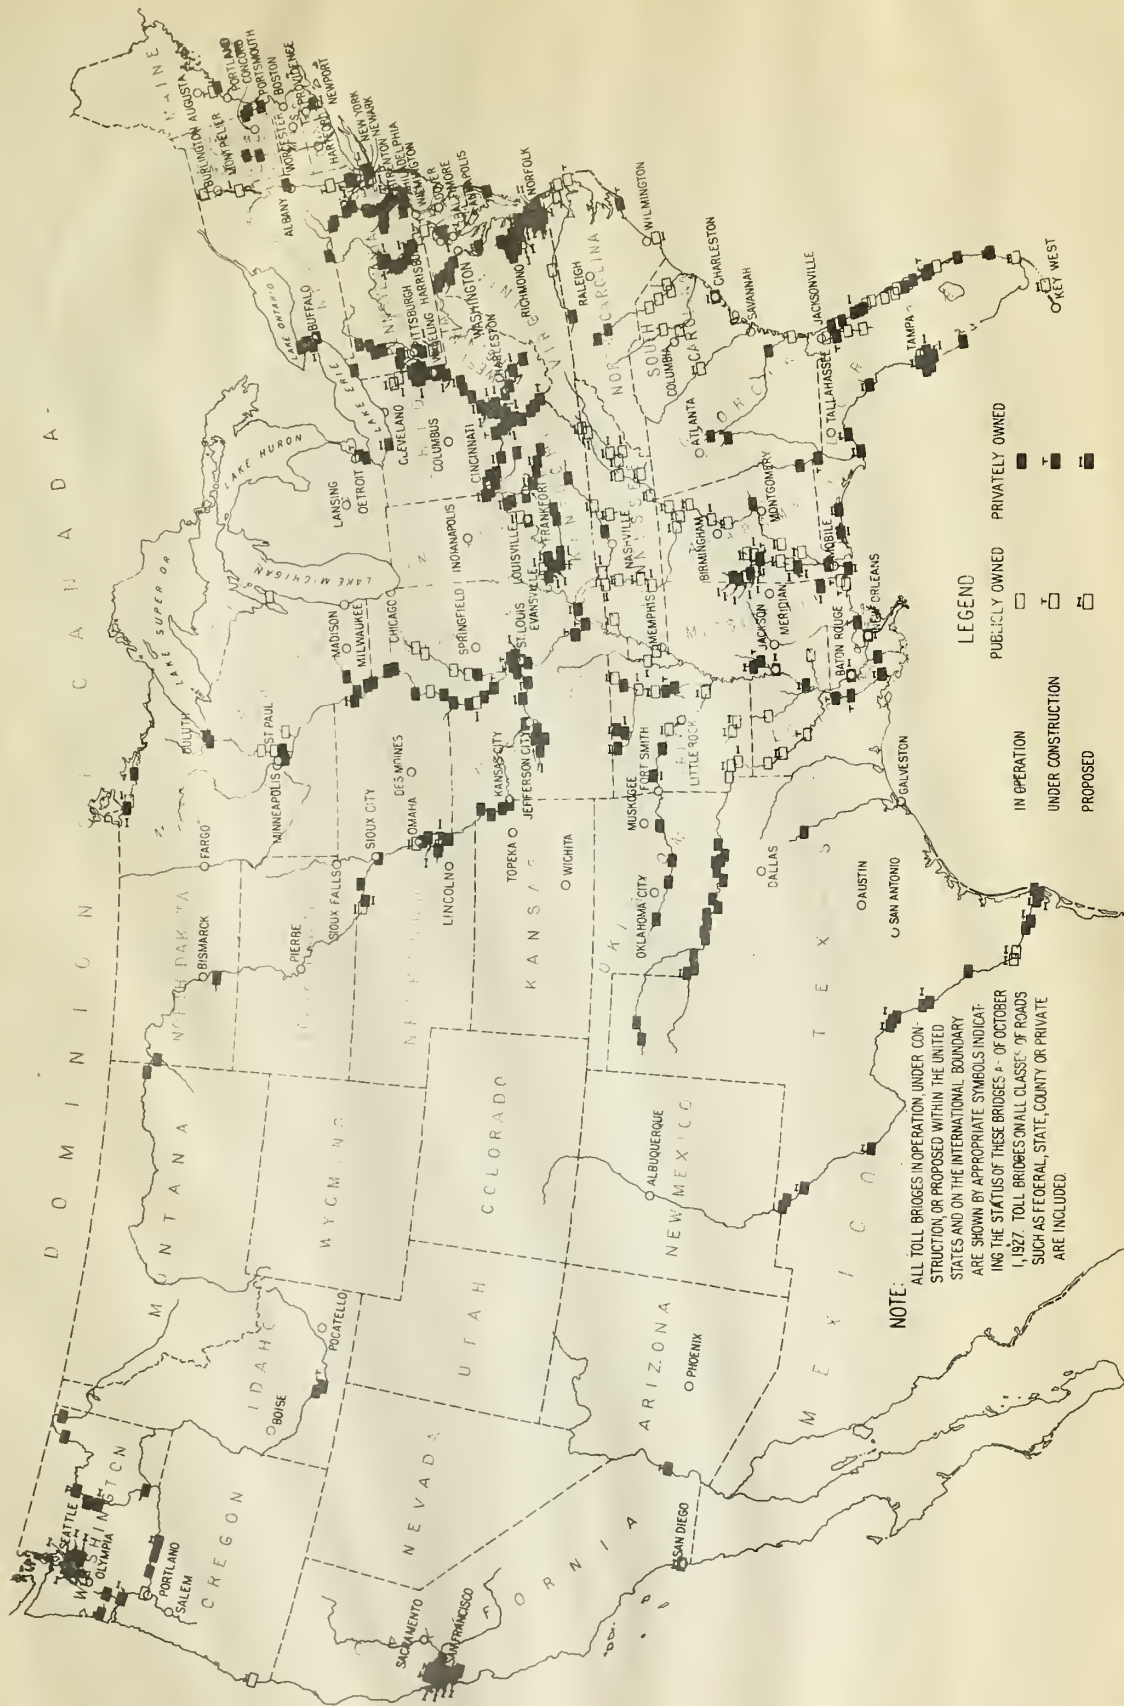 DOMINION CANADA
LAKE SUPERIOR
LAKE MICHIGAN
LAKE HURON
LAKE ERIE
LAKE ONTARIO
MAINE
MONTANA
IDAHO
NEVADA
UTAH
COLORADO
ARIZONA
NEW MEXICO
KANSAS
TEXAS
MEXICO
SEATTLE
OLYMPIA
PORTLAND
SALEM
BOISE
POCATELLO
SACRAMENTO
SAN FRANCISCO
SAN DIEGO
PHOENIX
ALBUQUERQUE
BISMARCK
FARGO
PIERRE
SIOUX FALLS
SIOUX CITY
DULUTH
ST PAUL
MINNEAPOLIS
DES MOINES
OMAHA
LINCOLN
TOPEKA
KANSAS CITY
JEFFERSON CITY
WICHITA
OKLAHOMA CITY
MUSKOGEE
FORT SMITH
LITTLE ROCK
DALLAS
AUSTIN
SAN ANTONIO
GALVESTON
MADISON
MILWAUKEE
CHICAGO
SPRINGFIELD
ST. LOUIS
EVANSVILLE
LOUISVILLE
INDIANAPOLIS
FRANKFORT
LANSING
DETROIT
CLEVELAND
COLUMBUS
CINCINNATI
MEMPHIS
NASHVILLE
BIRMINGHAM
MONTGOMERY
JACKSON
MERIDIAN
MOBILE
BATON ROUGE
NEW ORLEANS
ATLANTA
TALLAHASSEE
JACKSONVILLE
TAMPA
KEY WEST
SAVANNAH
CHARLESTON
COLUMBIA
WILMINGTON
RALEIGH
NORFOLK
RICHMOND
WASHINGTON
CHARLESTON
PITTSBURGH
BUFFALO
ALBANY
BURLINGTON
AUGUSTA
MONTPELIER
PORTLAND
CONCORD
PORTSMOUTH
BOSTON
WORCESTER
PROVIDENCE
HARTFORD
NEWPORT
NEW YORK
NEWARK
NOTE:
ALL TOLL BRIDGES IN OPERATION, UNDER CON-
STRUCTION, OR PROPOSED WITHIN THE UNITED
STATES AND ON THE INTERNATIONAL BOUNDARY
ARE SHOWN BY APPROPRIATE SYMBOLS INDICAT-
ING THE STATUS OF THESE BRIDGES AS OF OCTOBER
1, 1927. TOLL BRIDGES ON ALL CLASSES OF ROADS
SUCH AS FEDERAL, STATE, COUNTY OR PRIVATE
ARE INCLUDED.
LEGEND
PUBLICLY OWNED PRIVATELY OWNED
IN OPERATION
UNDER CONSTRUCTION
PROPOSED